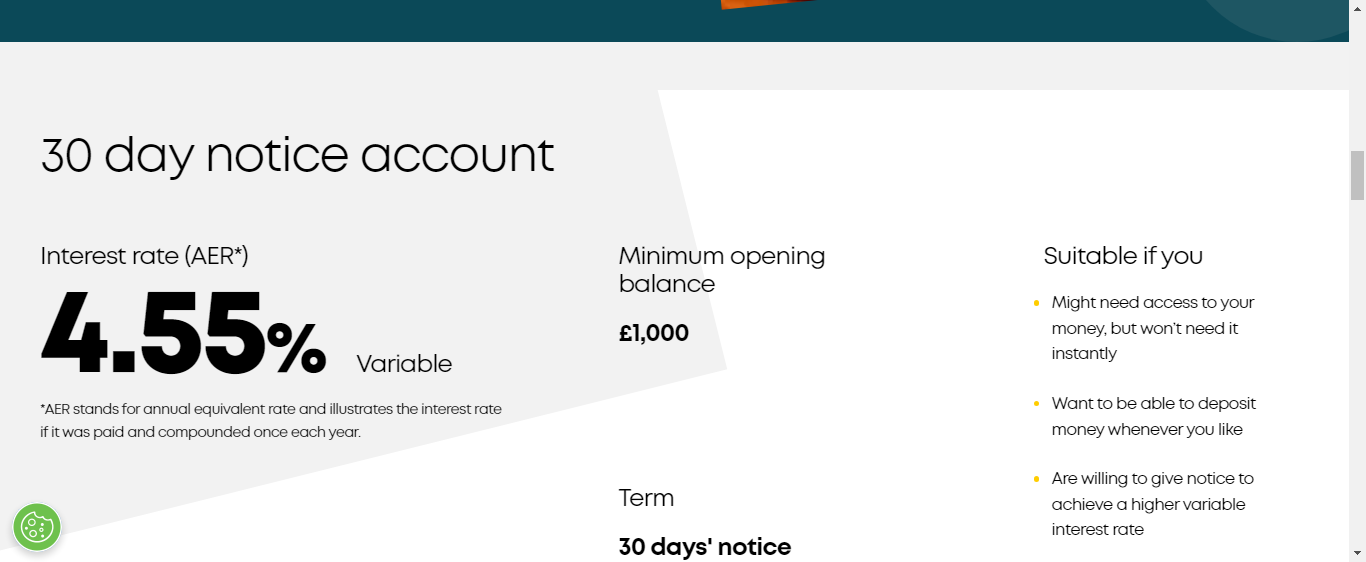 30 day notice account
Interest rate (AER*)
4.55% Variable
*AER stands for annual equivalent rate and illustrates the interest rate
if it was paid and compounded once each year.
Minimum opening
balance
£1,000
Term
30 days' notice
Suitable if you
Might need access to your
money, but won't need it
instantly
Want to be able to deposit
money whenever you like
Are willing to give notice to
achieve a higher variable
interest rate